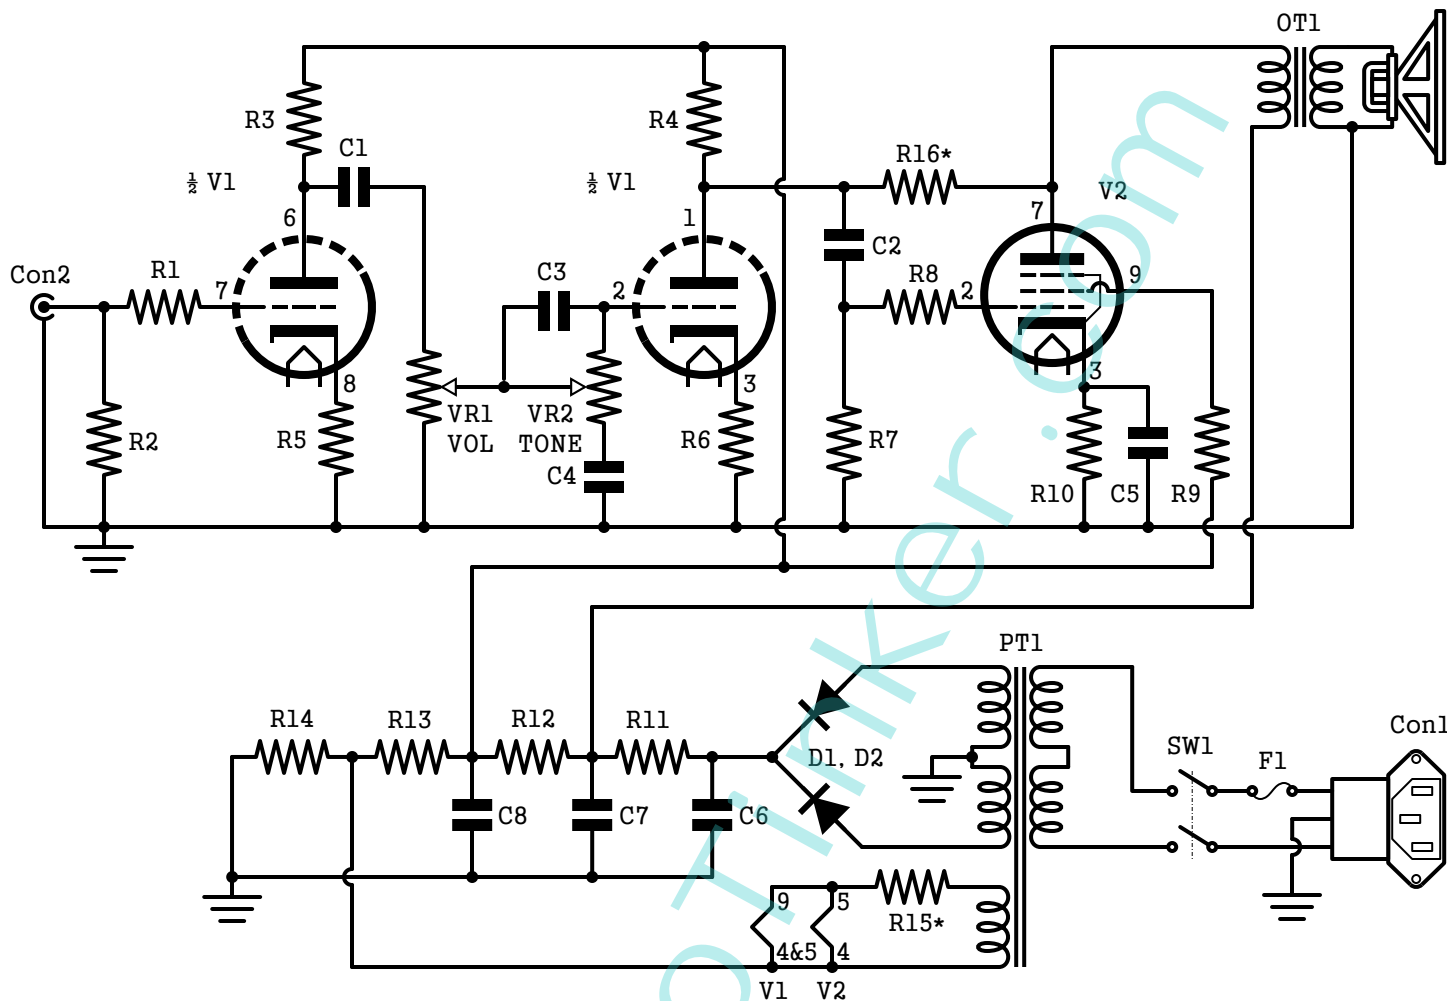 OT1
R3
C1
R4
R16*
½ V1
½ V1
V2
6
1
7
Con2
R1
7
C3
2
C2
R8
2
9
8
3
3
R2
R5
VR1
VOL
VR2
TONE
C4
R6
R7
R10
C5
R9
PT1
R14
R13
R12
R11
D1, D2
SW1
F1
Con1
C8
C7
C6
9
5
R15*
4&5
4
V1
V2
oTinker.com